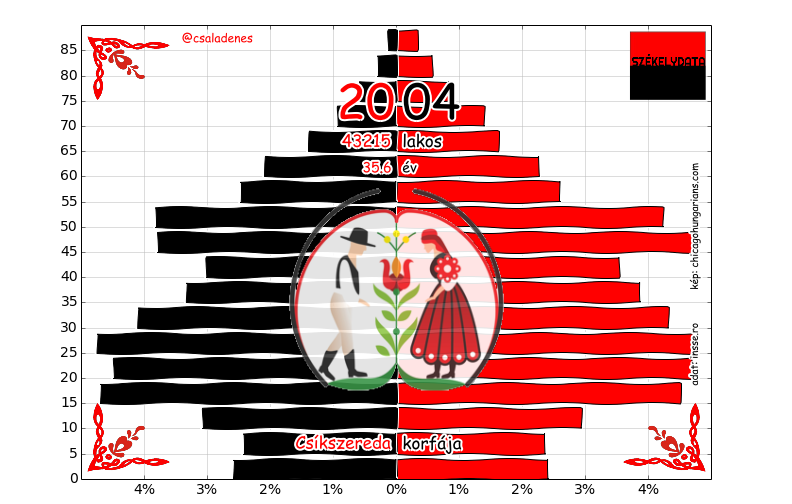 @csaladenes
SZÉKELYDATA
2004
43215 lakos
35.6 év
kép: chicagohungarians.com
adat: insse.ro
Csíkszereda korfája
85
80
75
70
65
60
55
50
45
40
35
30
25
20
15
10
5
0
4% 3% 2% 1% 0% 1% 2% 3% 4%